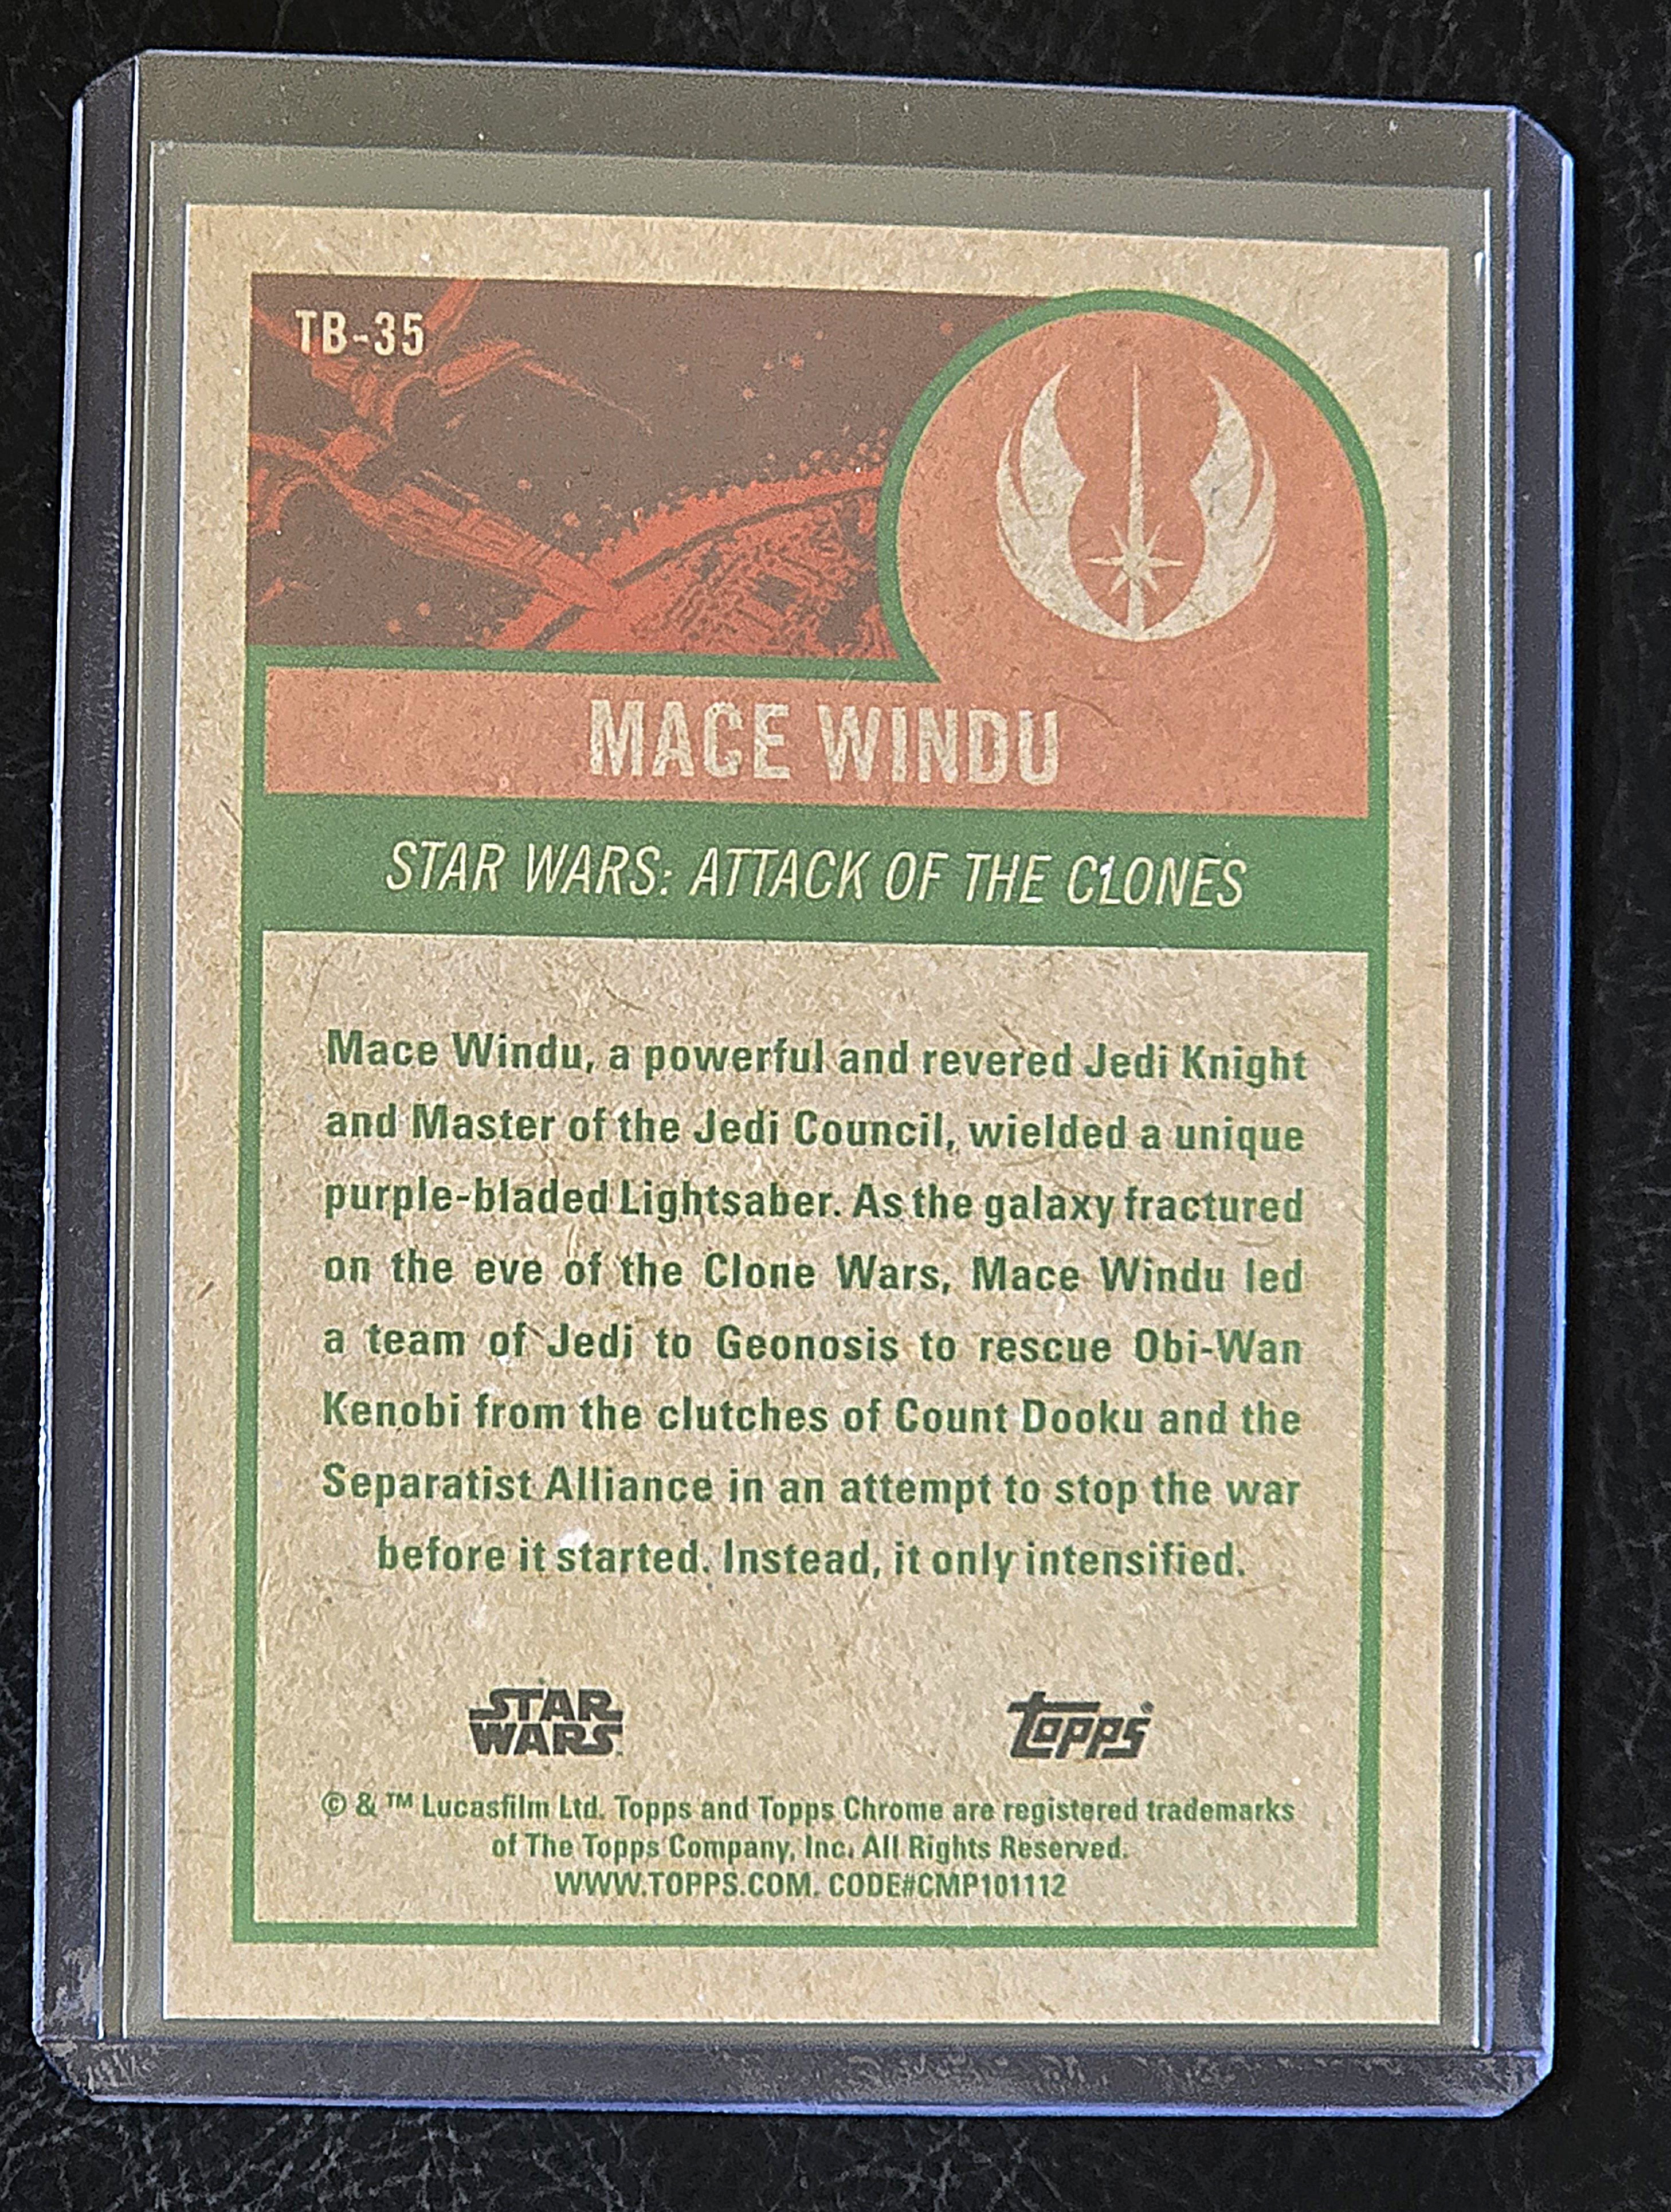 TB-35
MACE WINDU
STAR WARS: ATTACK OF THE CLONES
Mace Windu, a powerful and revered Jedi Knight
and Master of the Jedi Council, wielded a unique
purple-bladed Lightsaber. As the galaxy fractured
on the eve of the Clone Wars, Mace Windu led
a team of Jedi to Geonosis to rescue Obi-Wan
Kenobi from the clutches of Count Dooku and the
Separatist Alliance in an attempt to stop the war
before it started. Instead, it only intensified.
STAR
WARS
topps
© & ™ Lucasfilm Ltd. Topps and Topps Chrome are registered trademarks
of The Topps Company, Inc. All Rights Reserved.
WWW.TOPPS.COM. CODE#CMP101112